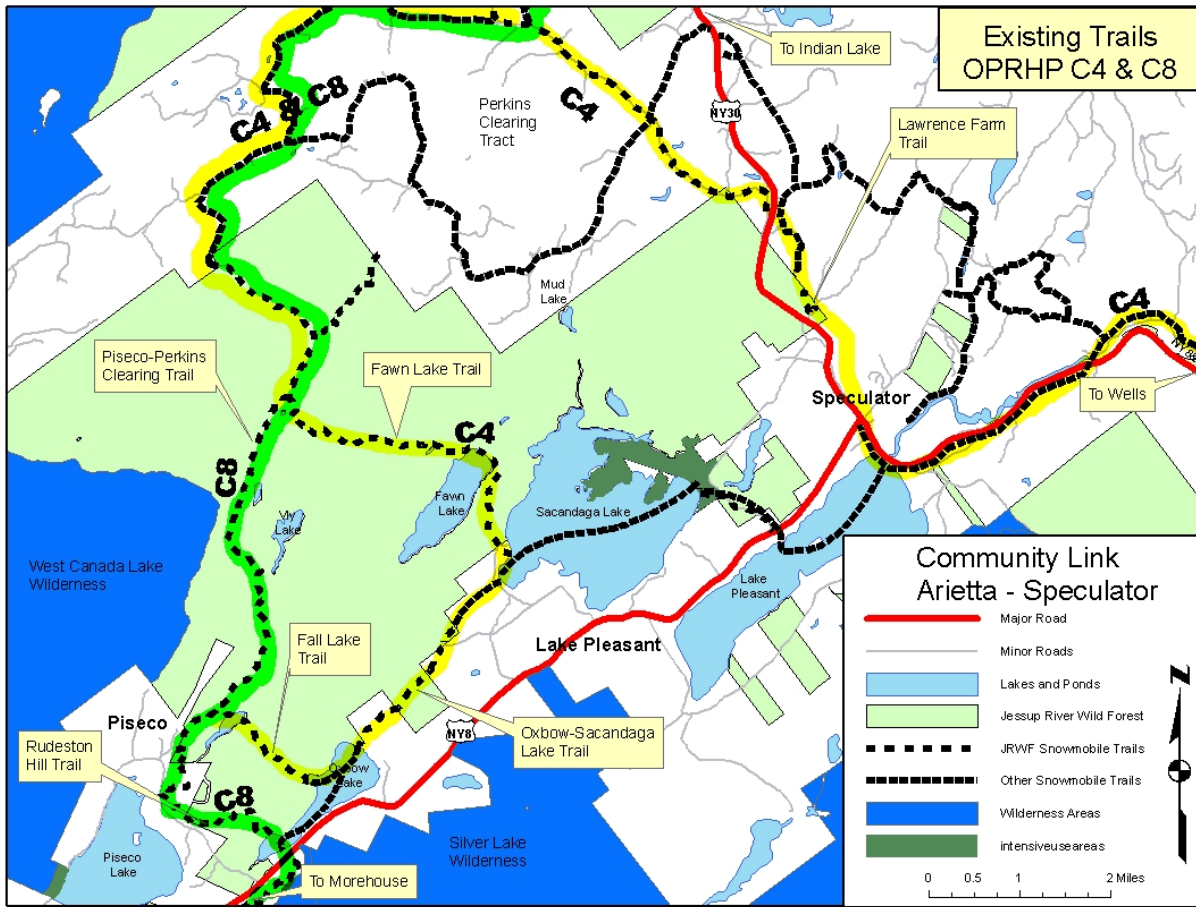 Existing Trails
OPRHP C4 & C8
To Indian Lake
C4 & C8
Perkins
Clearing
Tract
C4
NY30
Lawrence Farm
Trail
Mud
Lake
Piseco-Perkins
Clearing Trail
Fawn Lake Trail
C4
Speculator
C4
To Wells
C8
Fawn
Lake
Sacandaga Lake
Vly
Lake
West Canada Lake
Wilderness
Lake
Pleasant
Fall Lake
Trail
Lake Pleasant
Piseco
NY8
Oxbow-Sacandaga
Lake Trail
Rudeston
Hill Trail
Oxbow
Lake
C8
Silver Lake
Wilderness
Piseco
Lake
To Morehouse
Community Link
Arietta - Speculator
Major Road
Minor Roads
Lakes and Ponds
Jessup River Wild Forest
JRWF Snowmobile Trails
Other Snowmobile Trails
Wilderness Areas
intensiveuseareas
N
0 0.5 1 2 Miles